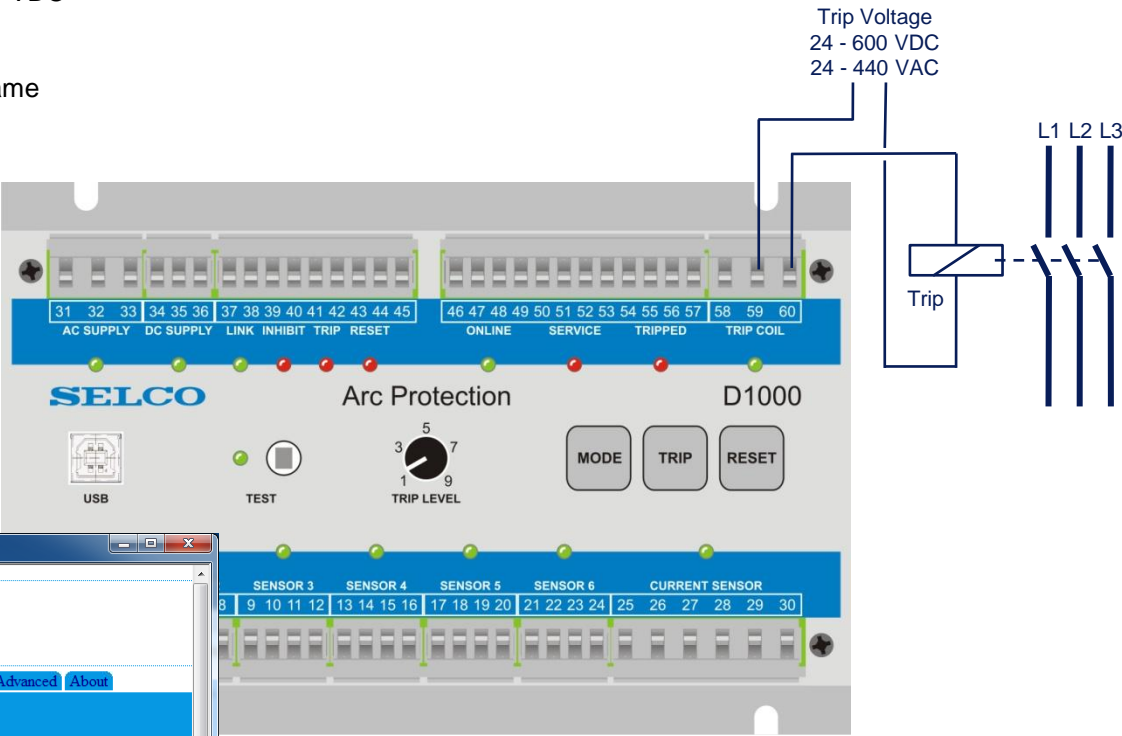 VDC
ame
Trip Voltage
24 - 600 VDC
24 - 440 VAC
L1 L2 L3
Trip
31 32 33 34 35 36 37 38 39 40 41 42 43 44 45 46 47 48 49 50 51 52 53 54 55 56 57 58 59 60
AC SUPPLY DC SUPPLY LINK INHIBIT TRIP RESET ONLINE SERVICE TRIPPED TRIP COIL
SELCO Arc Protection D1000
USB
TEST
1 3 5 7 9
TRIP LEVEL
MODE TRIP RESET
SENSOR 3 SENSOR 4 SENSOR 5 SENSOR 6 CURRENT SENSOR
8 9 10 11 12 13 14 15 16 17 18 19 20 21 22 23 24 25 26 27 28 29 30
Advanced About